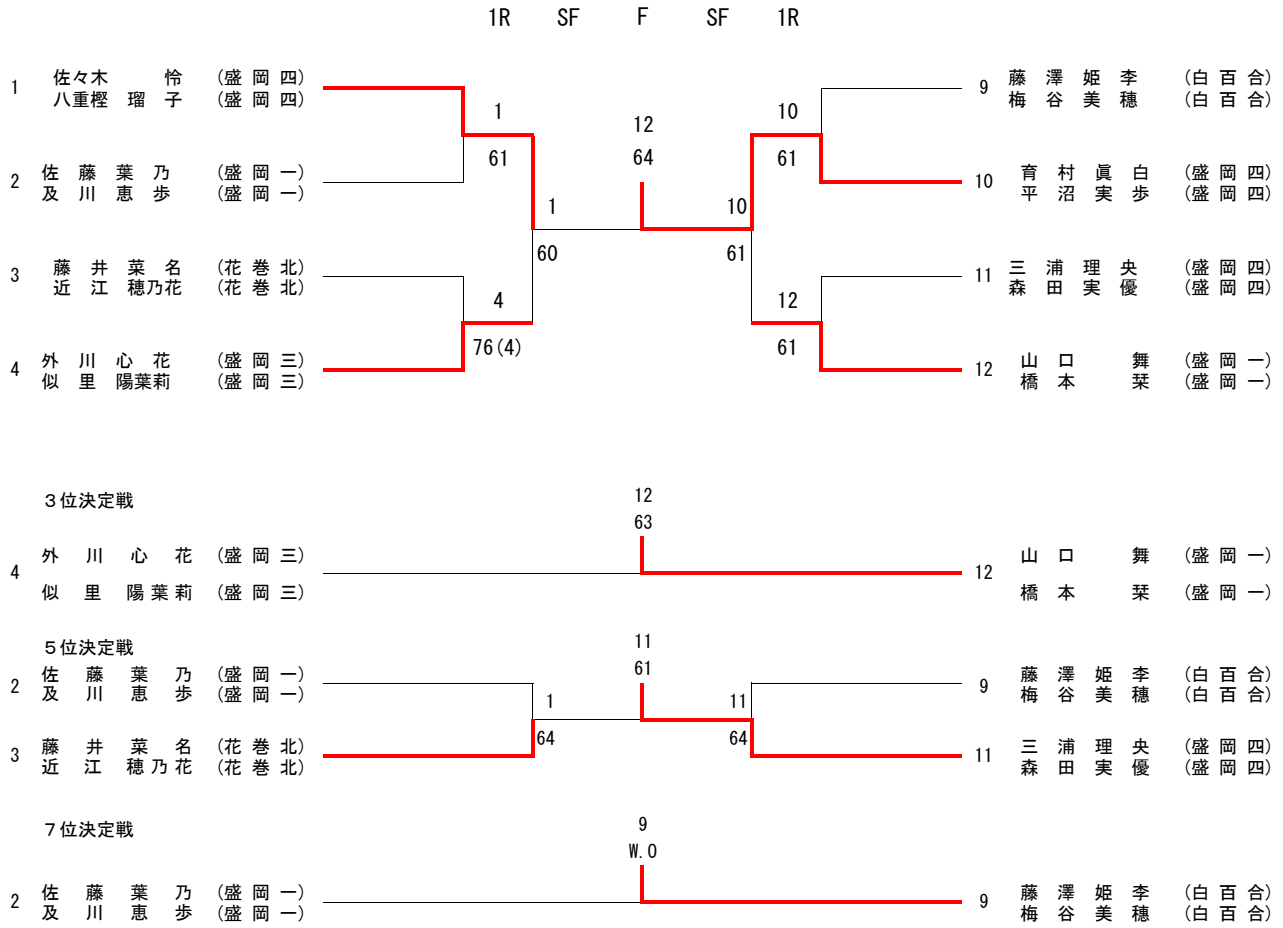 1R SF F SF 1R
1 佐々木 怜 (盛岡四)
八重樫 瑠子 (盛岡四)
2 佐藤葉乃 (盛岡一)
及川恵歩 (盛岡一)
3 藤井菜名 (花巻北)
近江穂乃花 (花巻北)
4 外川心花 (盛岡三)
似里陽葉莉 (盛岡三)
1
61
4
76(4)
1
60
12
64
10
61
10
61
12
61
9 藤澤姫李 (白百合)
梅谷美穂 (白百合)
10 育村眞白 (盛岡四)
平沼実歩 (盛岡四)
11 三浦理央 (盛岡四)
森田実優 (盛岡四)
12 山口 舞 (盛岡一)
橋本 栞 (盛岡一)
3位決定戦
12
63
4 外川心花 (盛岡三)
似里陽葉莉 (盛岡三)
12 山口 舞 (盛岡一)
橋本 栞 (盛岡一)
5位決定戦
11
61
2 佐藤葉乃 (盛岡一)
及川恵歩 (盛岡一)
3 藤井菜名 (花巻北)
近江穂乃花 (花巻北)
1
64
11
64
9 藤澤姫李 (白百合)
梅谷美穂 (白百合)
11 三浦理央 (盛岡四)
森田実優 (盛岡四)
7位決定戦
9
W.O
2 佐藤葉乃 (盛岡一)
及川恵歩 (盛岡一)
9 藤澤姫李 (白百合)
梅谷美穂 (白百合)